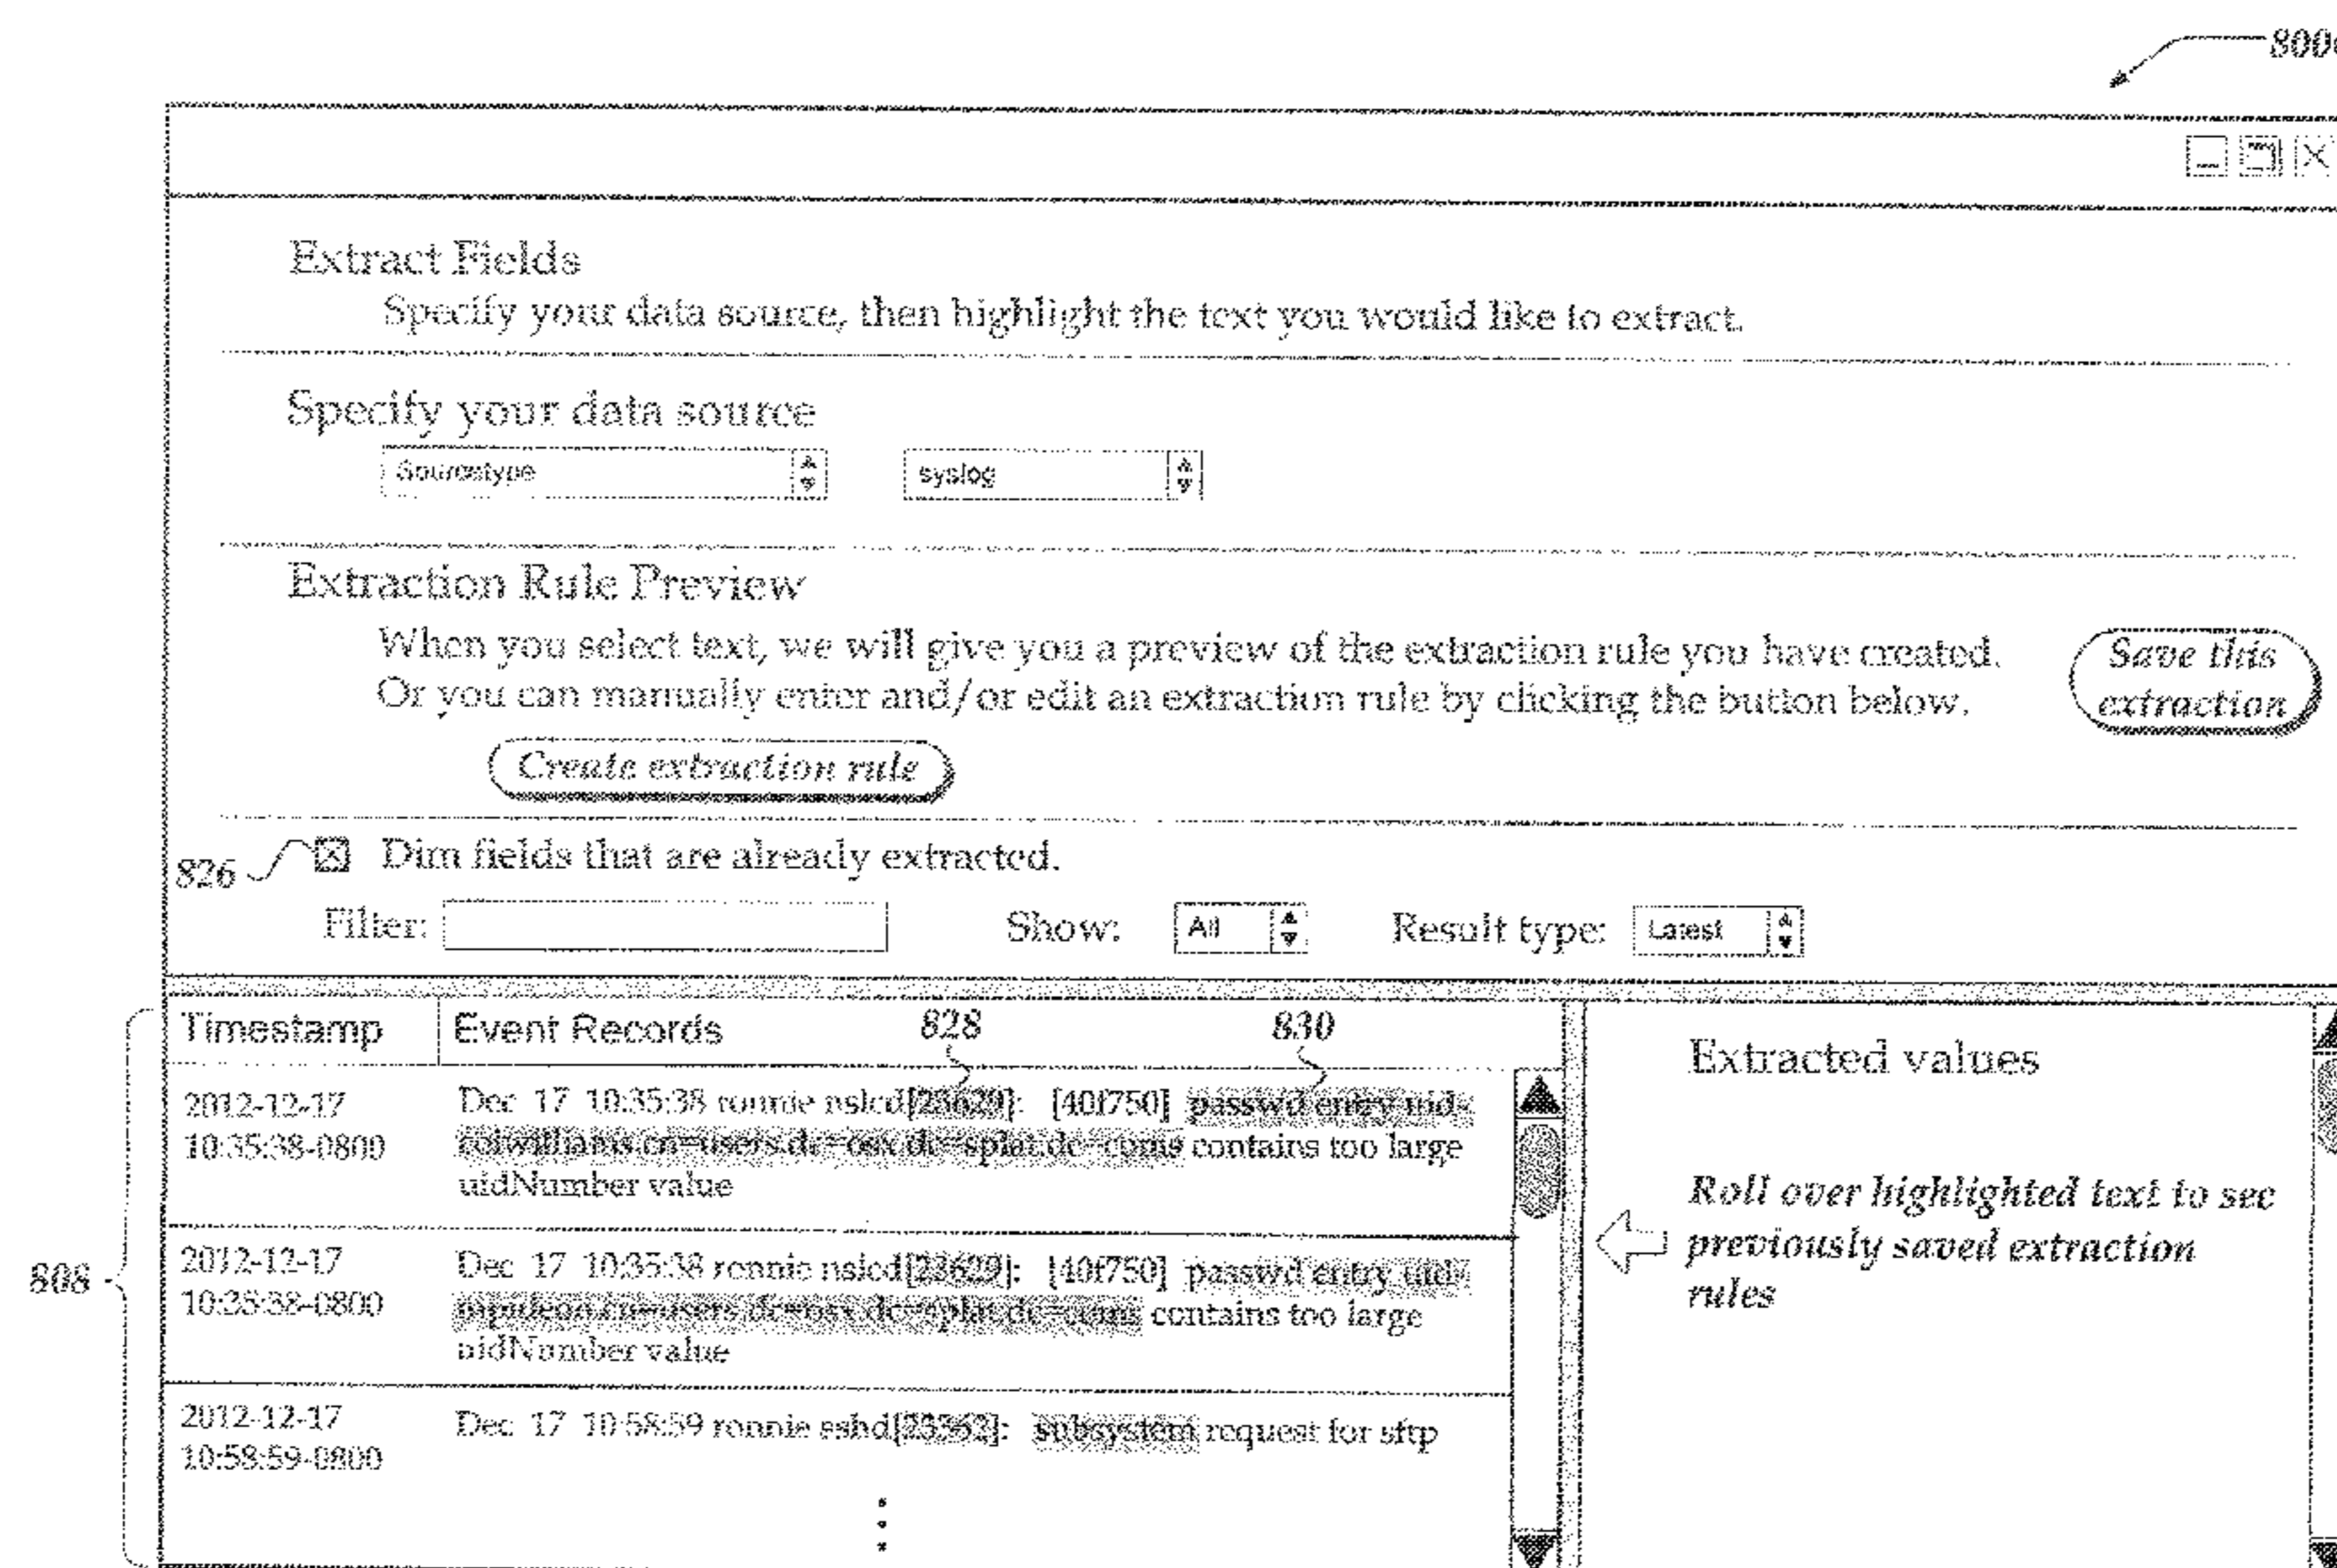 Extract Fields
Specify your data source, then highlight the text you would like to extract.
Specify your data source
Sourcetype syslog
Extraction Rule Preview
When you select text, we will give you a preview of the extraction rule you have created.
Or you can manually enter and/or edit an extraction rule by clicking the button below.
Save this
extraction
Create extraction rule
826 Dim fields that are already extracted.
Filter: Show: All Result type: Latest
808
Timestamp Event Records 828 830
2012-12-17
10:35:38-0800
Dec 17 10:35:38 ronnie nslcd[23629]: [40f750] passwd entry uid=
contains too large
uidNumber value
2012-12-17
10:35:38-0800
Dec 17 10:35:38 ronnie nslcd[23629]: [40f750] passwd entry uid=
contains too large
uidNumber value
2012-12-17
10:58:59-0800
Dec 17 10:58:59 ronnie sshd[23562]: subsystem request for sftp
Extracted values
Roll over highlighted text to see
previously saved extraction
rules